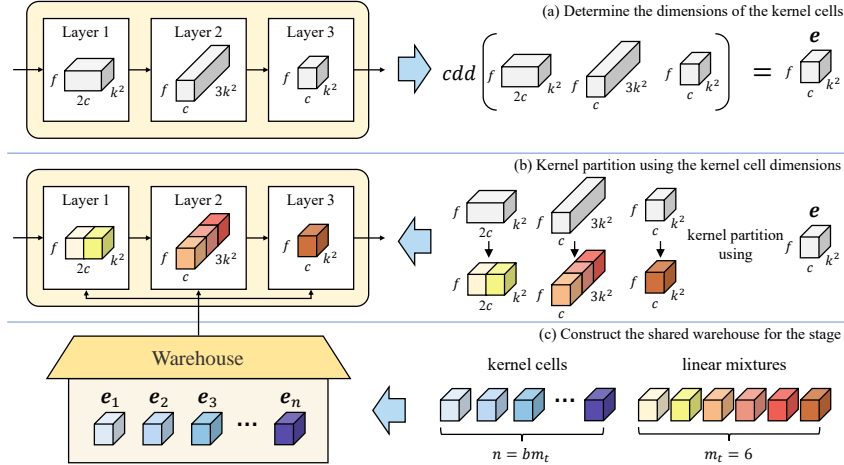 (a) Determine the dimensions of the kernel cells
Layer 1 Layer 2 Layer 3
f 2c k² f c 3k² f c k²
cdd ( f 2c k² f c 3k² f c k² ) = e f c k²
(b) Kernel partition using the kernel cell dimensions
Layer 1 Layer 2 Layer 3
f 2c k² f c 3k² f c k²
f 2c k² f c 3k² f c k²
kernel partition
using
e
f c k²
f 2c k² f c 3k² f c k²
(c) Construct the shared warehouse for the stage
Warehouse
e₁ e₂ e₃ ⋯ eₙ
kernel cells linear mixtures
⋯
n = bmₜ mₜ = 6